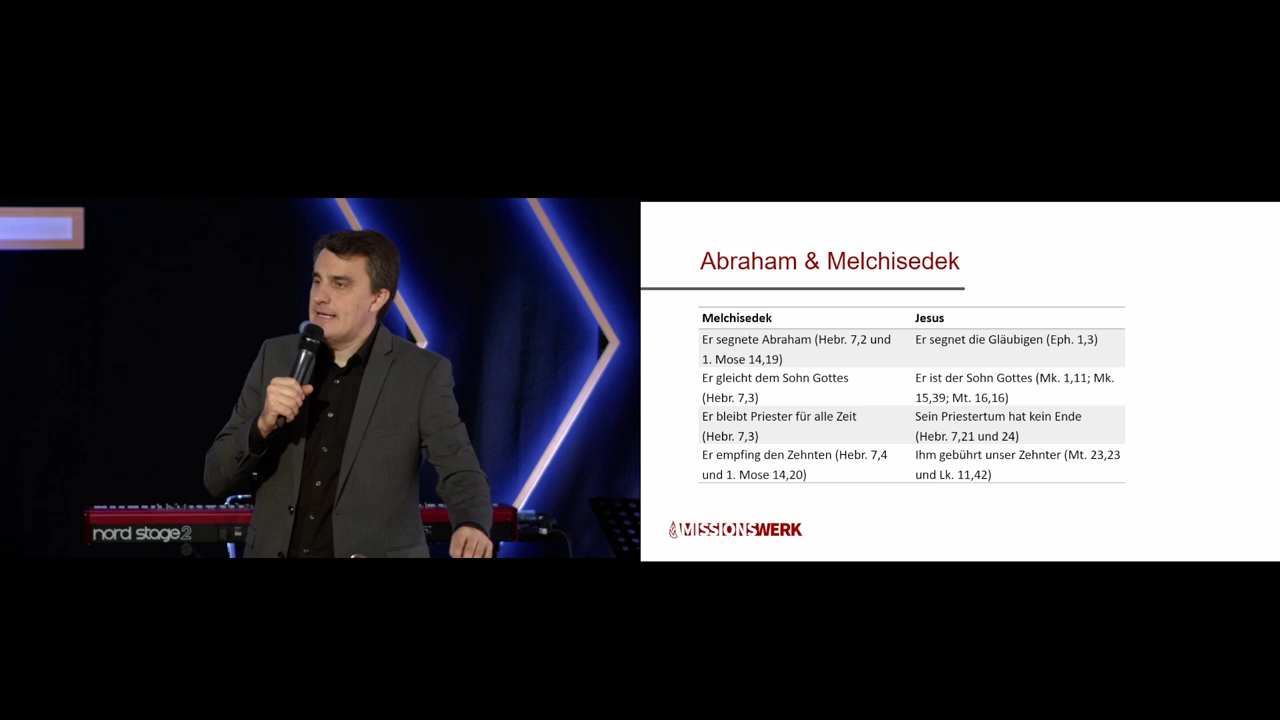 nord stage2
Abraham & Melchisedek
Melchisedek Jesus
Er segnete Abraham (Hebr. 7,2 und Er segnet die Gläubigen (Eph. 1,3)
1. Mose 14,19)
Er gleicht dem Sohn Gottes Er ist der Sohn Gottes (Mk. 1,11; Mk.
(Hebr. 7,3) 15,39; Mt. 16,16)
Er bleibt Priester für alle Zeit Sein Priestertum hat kein Ende
(Hebr. 7,3) (Hebr. 7,21 und 24)
Er empfing den Zehnten (Hebr. 7,4 Ihm gebührt unser Zehnter (Mt. 23,23
und 1. Mose 14,20) und Lk. 11,42)
MISSIONSWERK